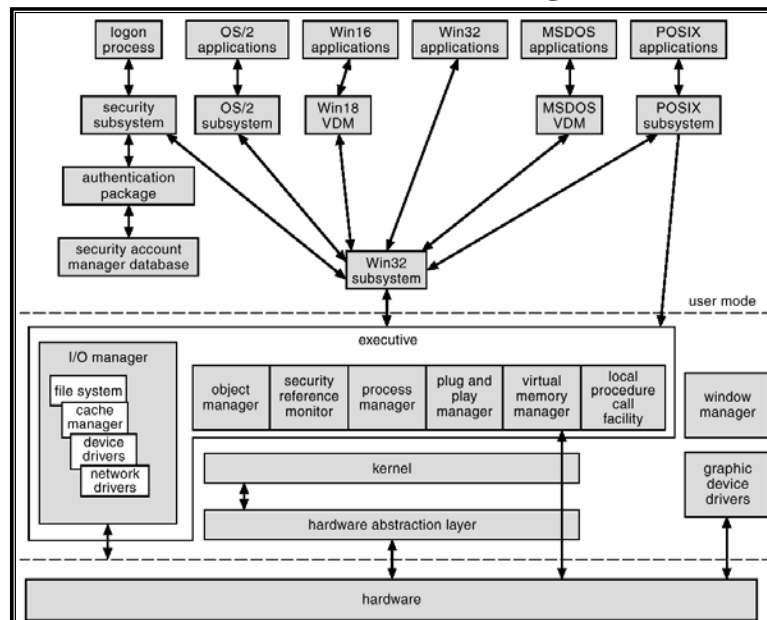 logon
process
OS/2
applications
Win16
applications
Win32
applications
MSDOS
applications
POSIX
applications
security
subsystem
OS/2
subsystem
Win18
VDM
MSDOS
VDM
POSIX
subsystem
authentication
package
security account
manager database
Win32
subsystem
user mode
executive
I/O manager
file system
cache
manager
device
drivers
network
drivers
object
manager
security
reference
monitor
process
manager
plug and
play
manager
virtual
memory
manager
local
procedure
call
facility
window
manager
kernel
graphic
device
drivers
hardware abstraction layer
hardware